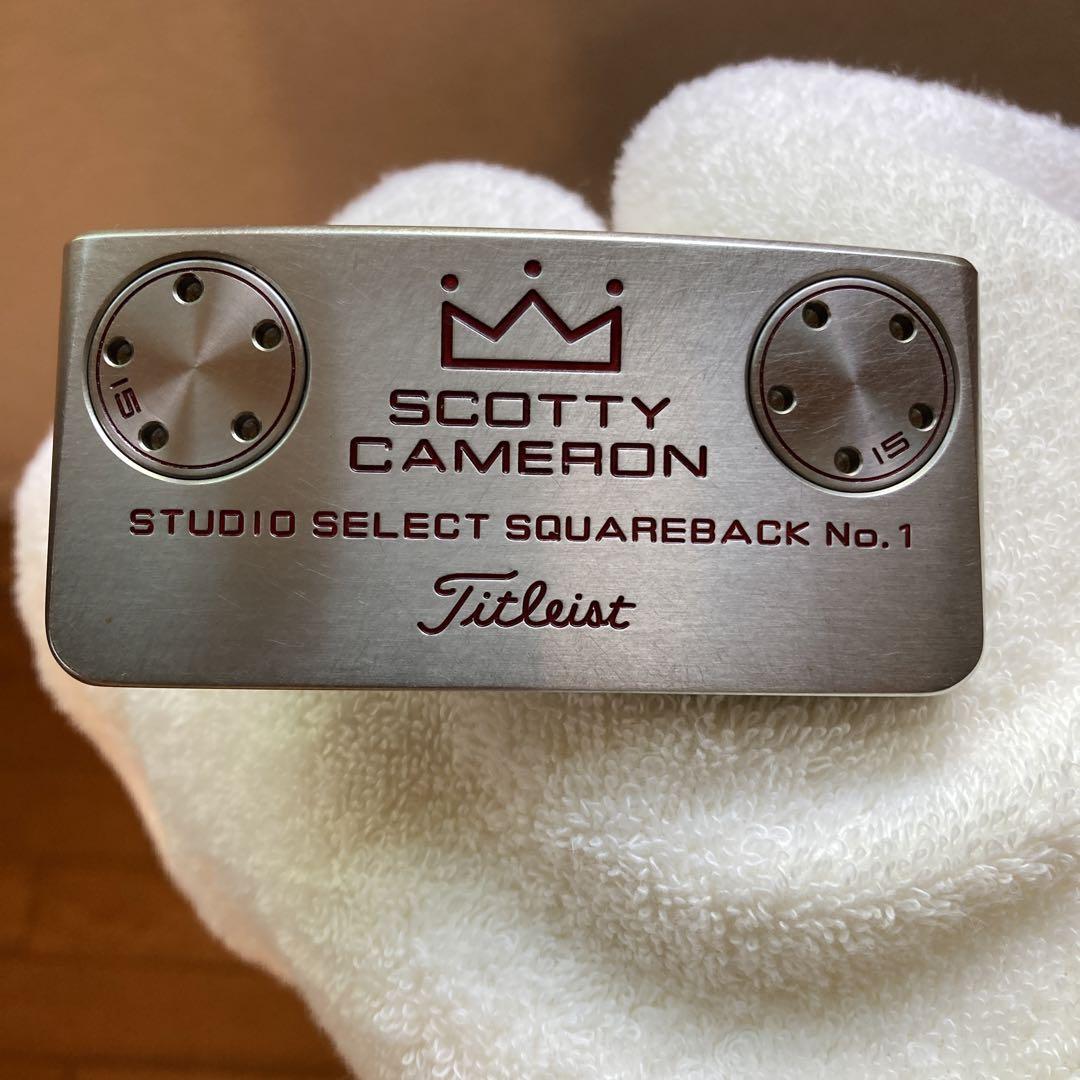 SCOTTY
CAMERON
15
15
STUDIO SELECT SQUAREBACK No.1
Titleist